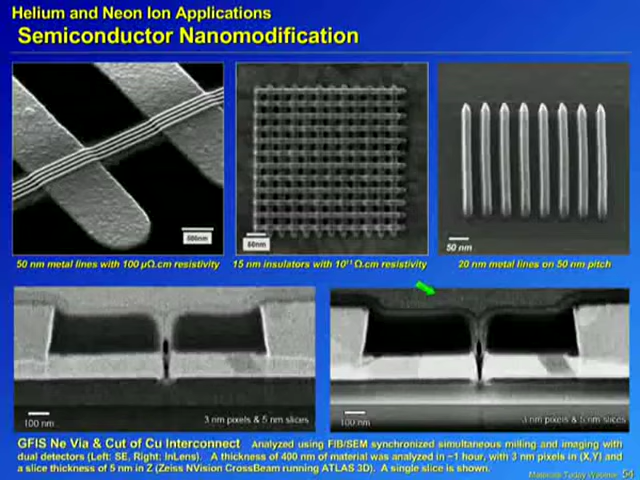 Helium and Neon Ion Applications
Semiconductor Nanomodification
500nm
50nm
50 nm
50 nm metal lines with 100 µΩ.cm resistivity
15 nm insulators with 10¹¹ Ω.cm resistivity
20 nm metal lines on 50 nm pitch
100 nm
3 nm pixels & 5 nm slices
100 nm
3 nm pixels & 5 nm slices
GFIS Ne Via & Cut of Cu Interconnect Analyzed using FIB/SEM synchronized simultaneous milling and imaging with
dual detectors (Left: SE, Right: InLens). A thickness of 400 nm of material was analyzed in ~1 hour, with 3 nm pixels in (X,Y) and
a slice thickness of 5 nm in Z (Zeiss NVision CrossBeam running ATLAS 3D). A single slice is shown.
Materials Today Webinar 54